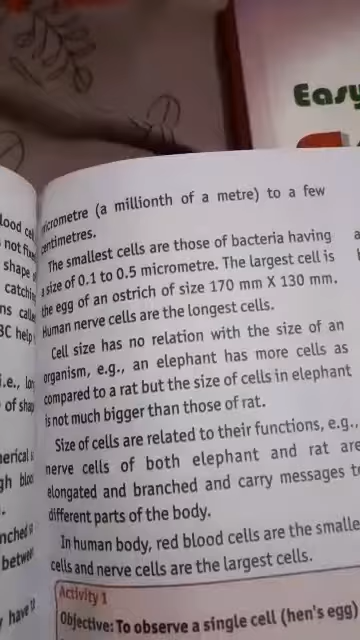 Easy
micrometre (a millionth of a metre) to a few
centimetres.
The smallest cells are those of bacteria having
a size of 0.1 to 0.5 micrometre. The largest cell is
the egg of an ostrich of size 170 mm X 130 mm.
Human nerve cells are the longest cells.
Cell size has no relation with the size of an
organism, e.g., an elephant has more cells as
compared to a rat but the size of cells in elephant
is not much bigger than those of rat.
Size of cells are related to their functions, e.g.,
nerve cells of both elephant and rat are
elongated and branched and carry messages to
different parts of the body.
In human body, red blood cells are the smalle
cells and nerve cells are the largest cells.
Activity 1
Objective: To observe a single cell (hen's egg)